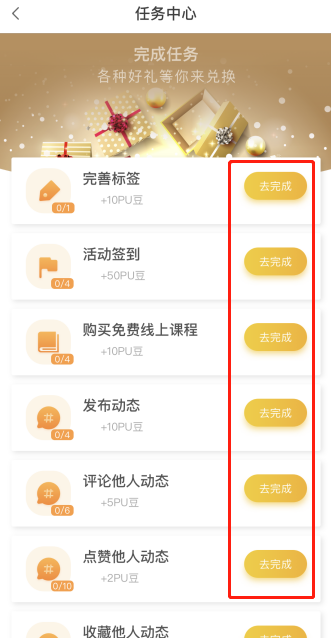 任务中心
完成任务
各种好礼等你来兑换
完善标签
+10PU豆
0/1
去完成
活动签到
+50PU豆
0/4
去完成
购买免费线上课程
+10PU豆
0/4
去完成
发布动态
+10PU豆
0/4
去完成
评论他人动态
+5PU豆
0/6
去完成
点赞他人动态
+2PU豆
0/10
去完成
收藏他人动态
去完成